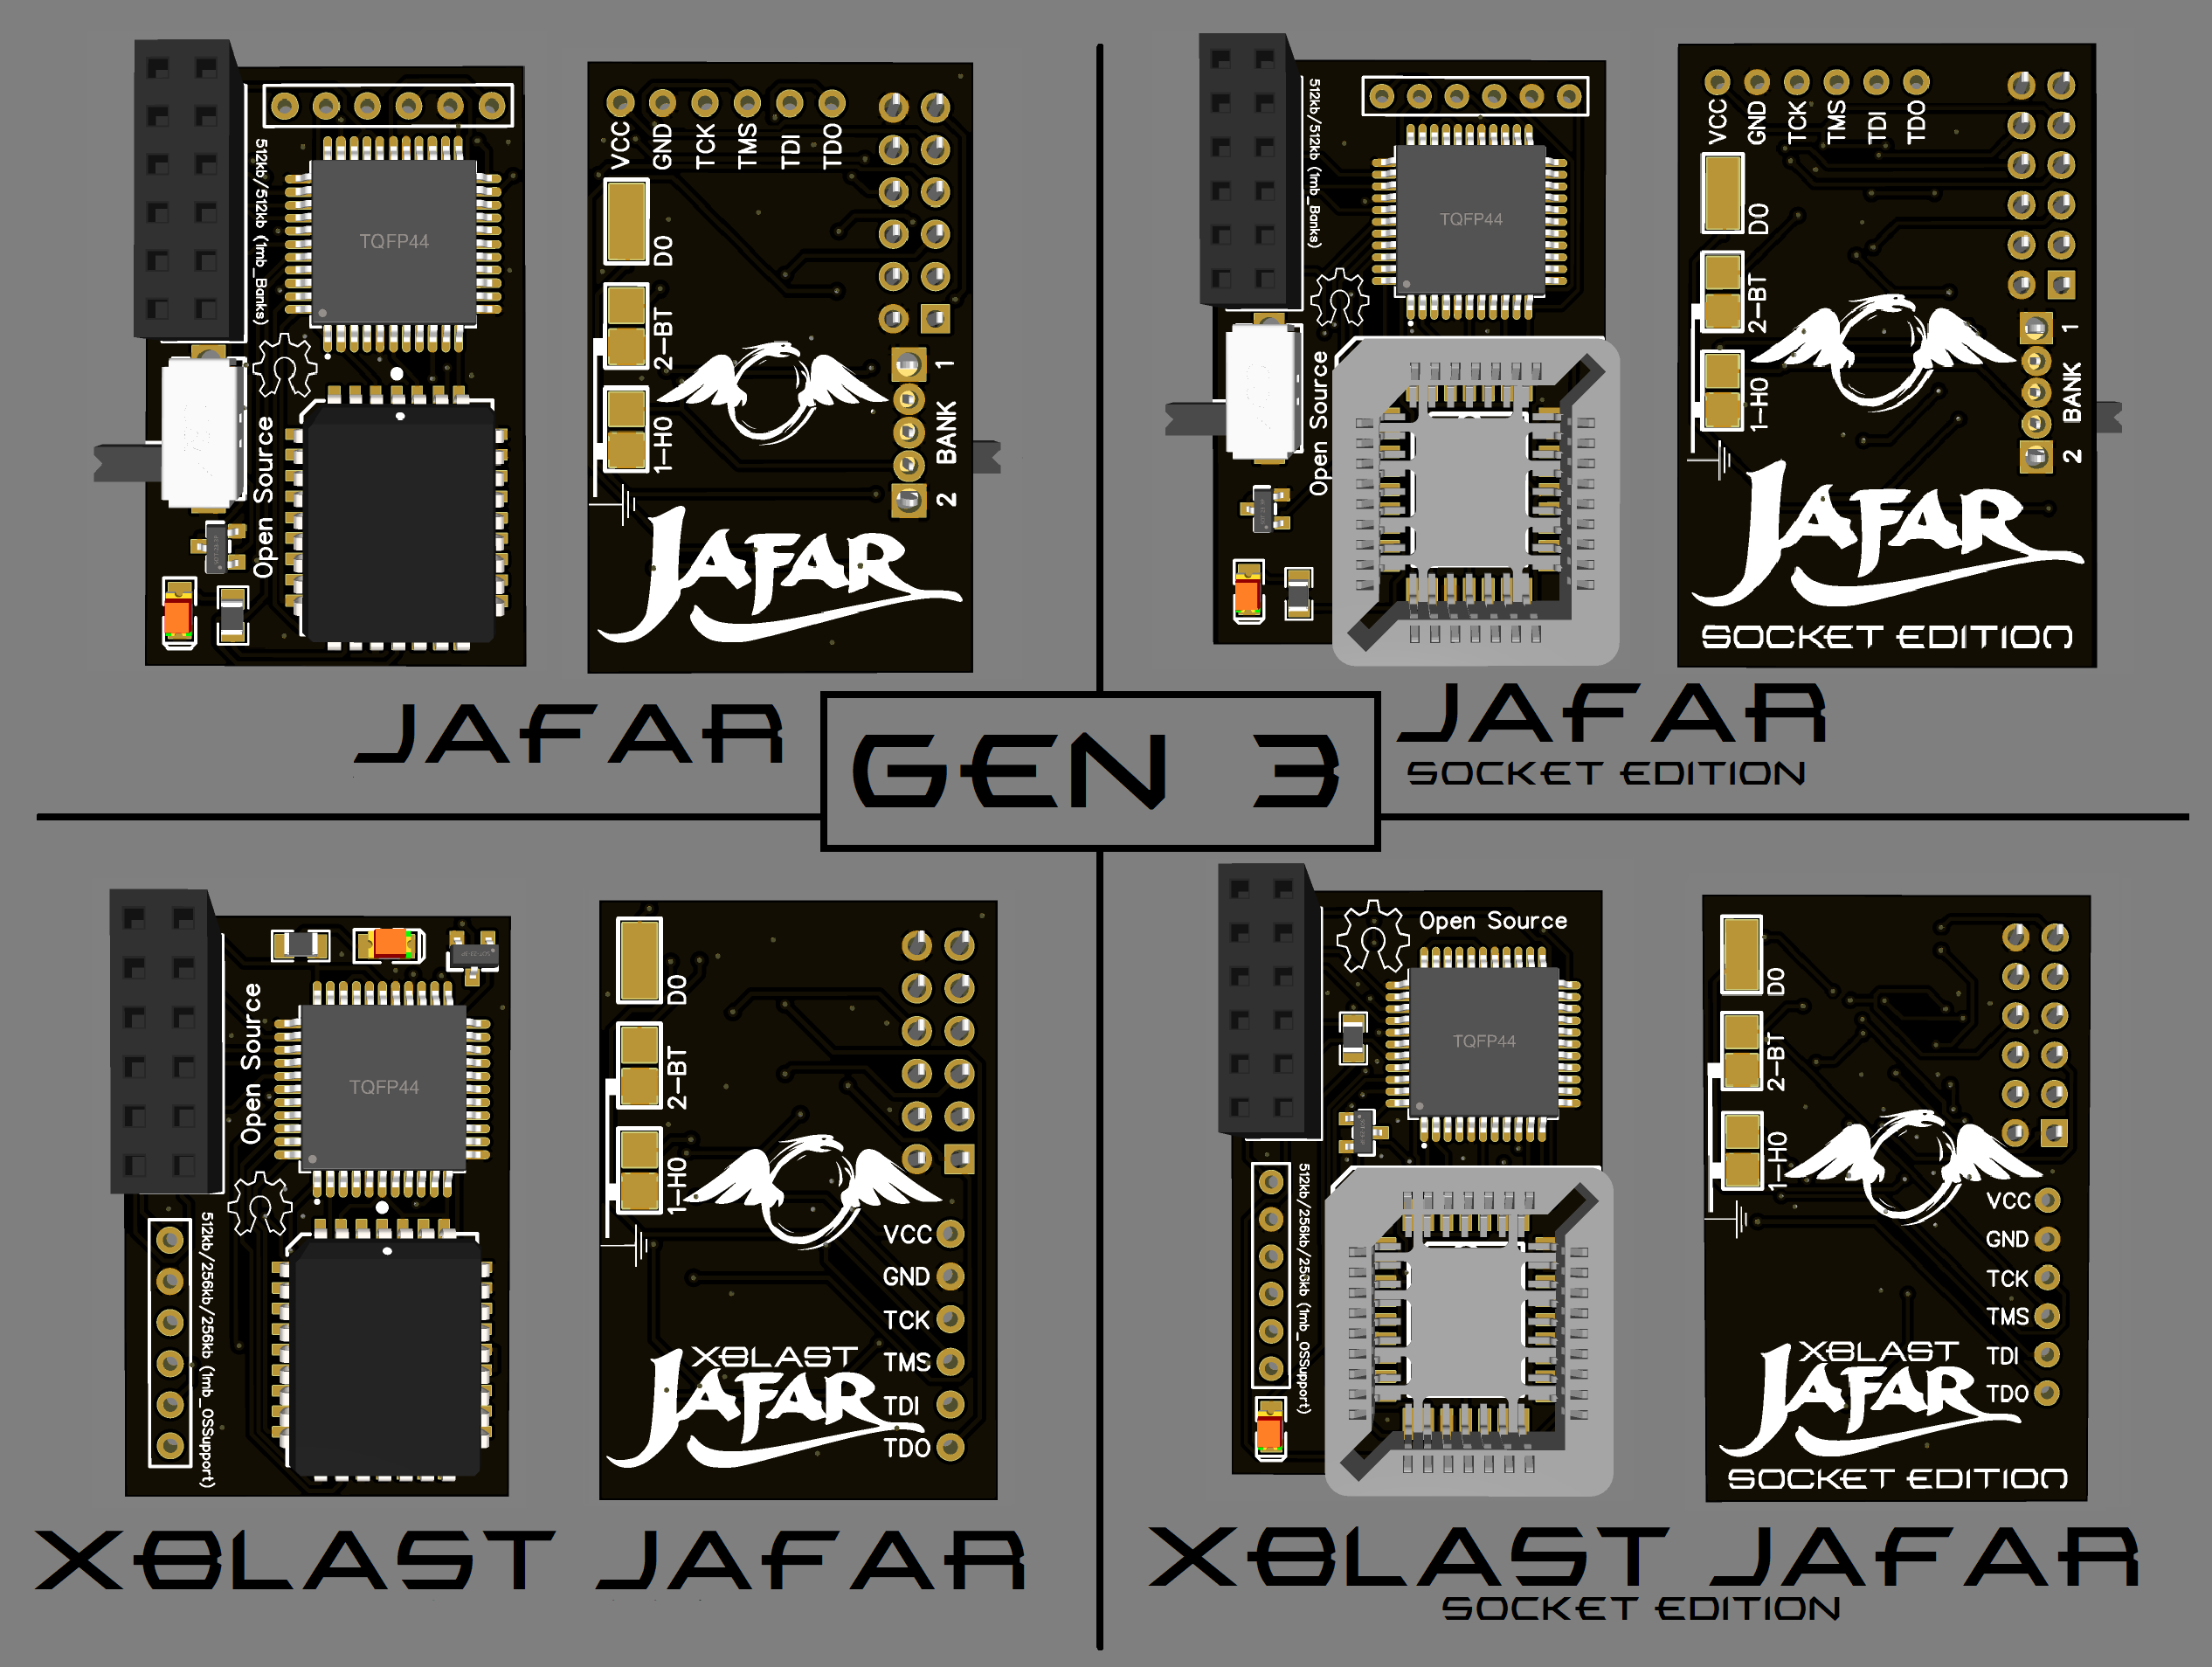 512kb/512kb (1mb_Banks)
TQFP44
Open Source
VCC
GND
TCK
TMS
TDI
TDO
D0
2-BT
1-H0
1
BANK
2
JAFAR
JAFAR
512kb/512kb (1mb_Banks)
TQFP44
Open Source
VCC
GND
TCK
TMS
TDI
TDO
D0
2-BT
1-H0
1
BANK
2
JAFAR
SOCKET EDITION
JAFAR
SOCKET EDITION
GEN 3
Open Source
TQFP44
512kb/256kb/256kb (1mb_OSSupport)
D0
2-BT
1-H0
VCC
GND
TCK
TMS
TDI
TDO
XBLAST
JAFAR
XBLAST JAFAR
Open Source
TQFP44
512kb/256kb/256kb (1mb_OSSupport)
D0
2-BT
1-H0
VCC
GND
TCK
TMS
TDI
TDO
XBLAST
JAFAR
SOCKET EDITION
XBLAST JAFAR
SOCKET EDITION